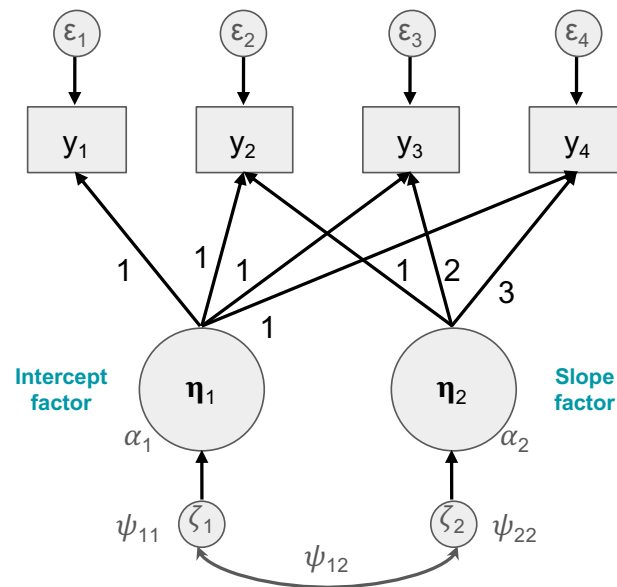 ε1 ε2 ε3 ε4
y1 y2 y3 y4
1 1 1 1 2 3
1
Intercept
factor
η1
η2
Slope
factor
α1 α2
ψ11 ζ1 ζ2 ψ22
ψ12